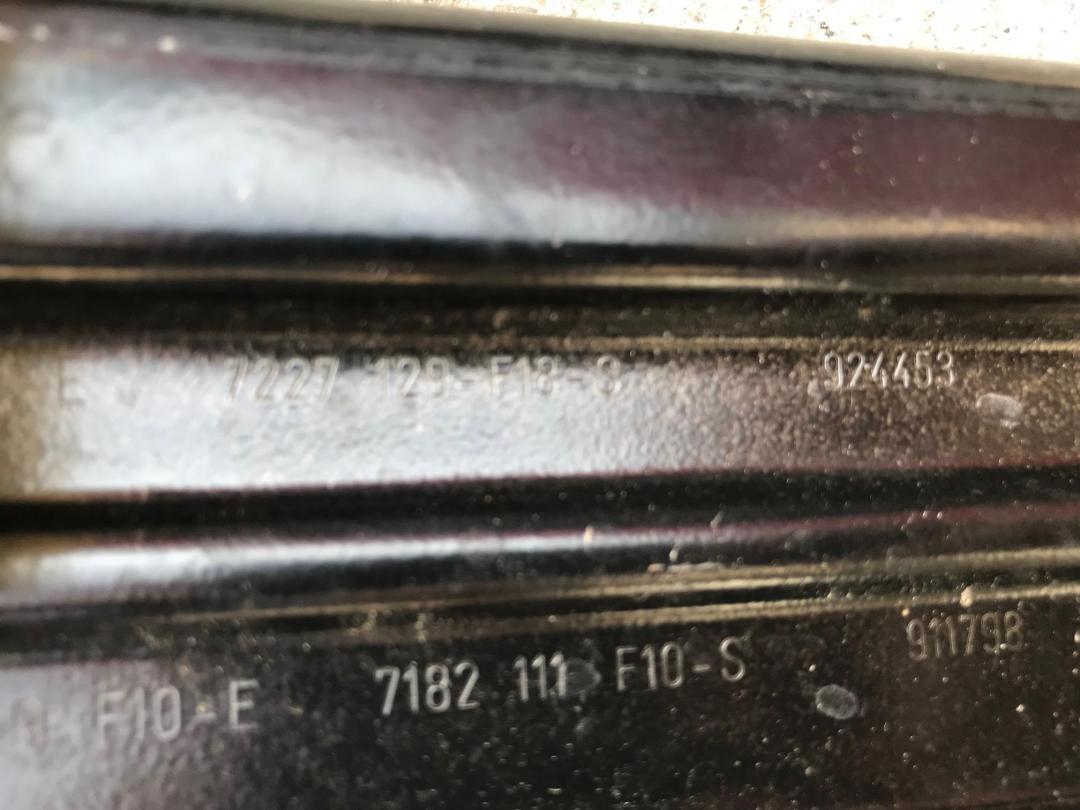 E 7227 129-F18-S 924453
F10-E 7182 111 F10-S 911798